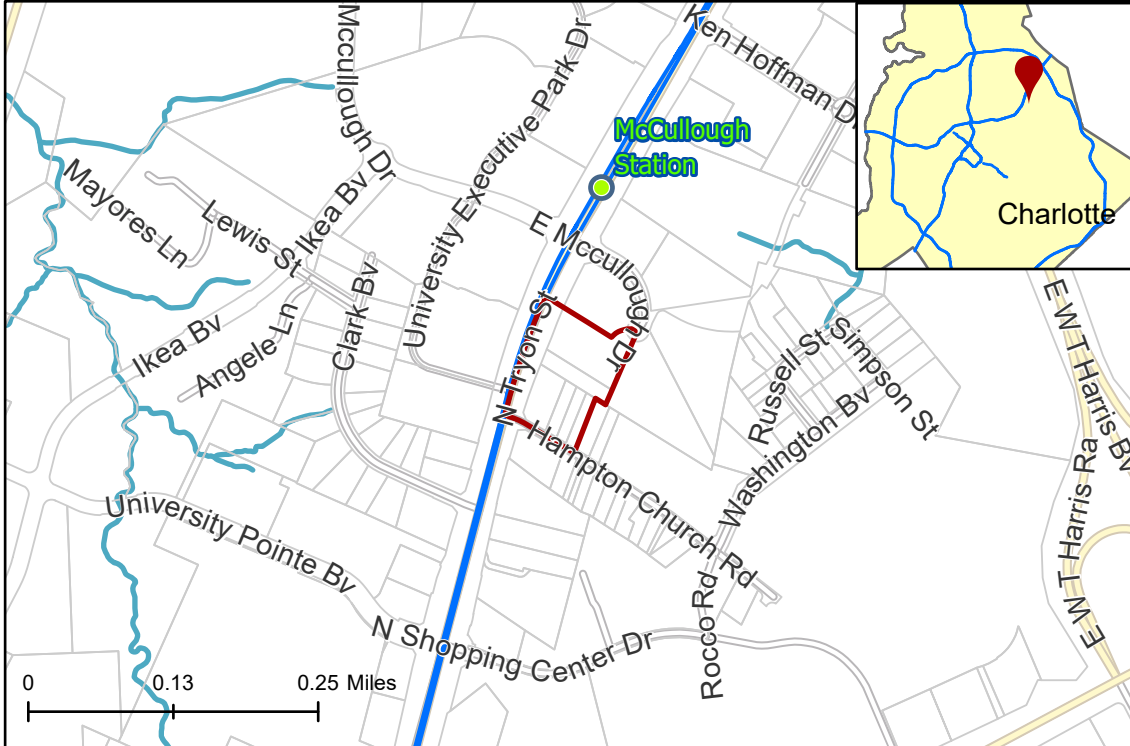 Mccullough Dr
University Executive Park Dr
Ken Hoffman Dr
McCullough
Station
Charlotte
Mayores Ln
Lewis St
Ikea Bv
Dr
E Mccullough Dr
Clark Bv
Ikea Bv
Angele Ln
N Tryon St
Russell St
Simpson St
Washington Bv
E W T Harris Bv
E W T Harris Ra
Hampton Church Rd
University Pointe Bv
N Shopping Center Dr
Rocco Rd
0
0.13
0.25 Miles